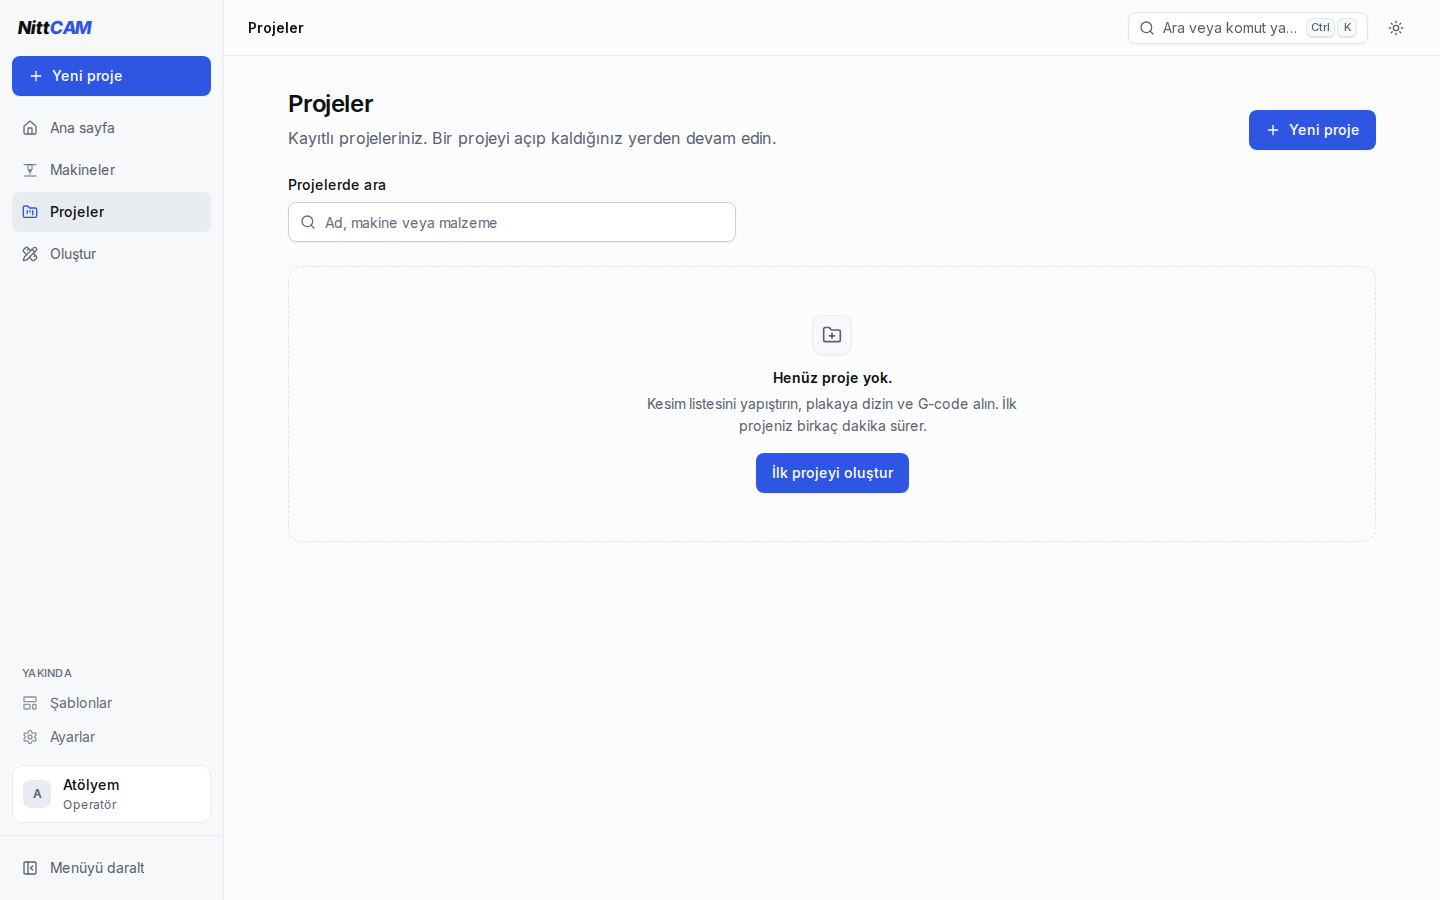 NittCAM
Yeni proje
Ana sayfa
Makineler
Projeler
Oluştur
YAKINDA
Şablonlar
Ayarlar
A
Atölyem
Operatör
Menüyü daralt
Projeler
Ara veya komut ya... Ctrl K
Projeler
Kayıtlı projeleriniz. Bir projeyi açıp kaldığınız yerden devam edin.
Yeni proje
Projelerde ara
Ad, makine veya malzeme
Henüz proje yok.
Kesim listesini yapıştırın, plakaya dizin ve G-code alın. İlk
projeniz birkaç dakika sürer.
İlk projeyi oluştur